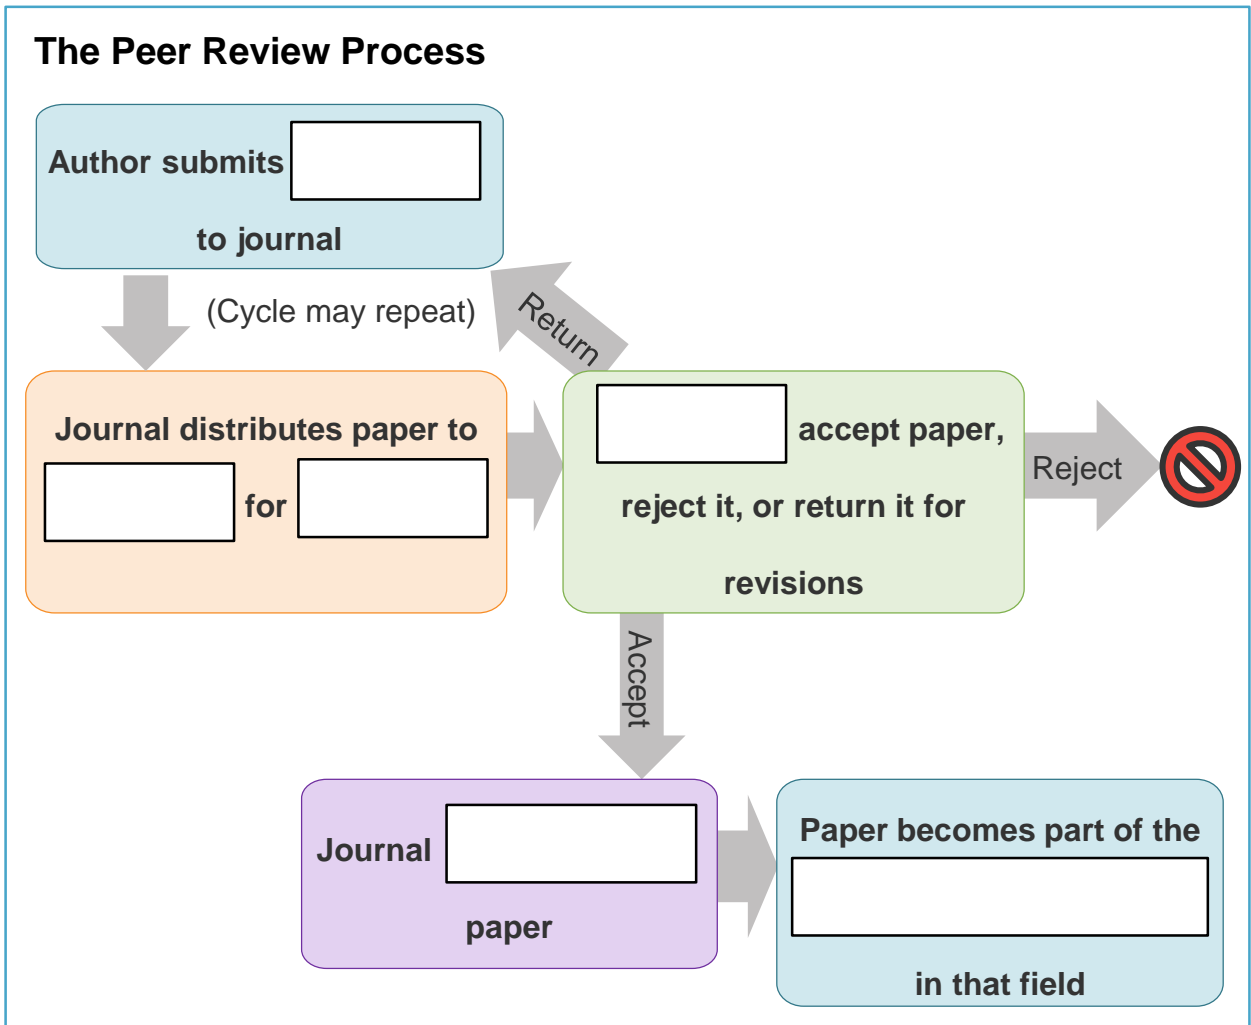 The Peer Review Process
Author submits
to journal
(Cycle may repeat)
Return
Journal distributes paper to
for
accept paper,
reject it, or return it for
revisions
Reject
Accept
Journal
paper
Paper becomes part of the
in that field